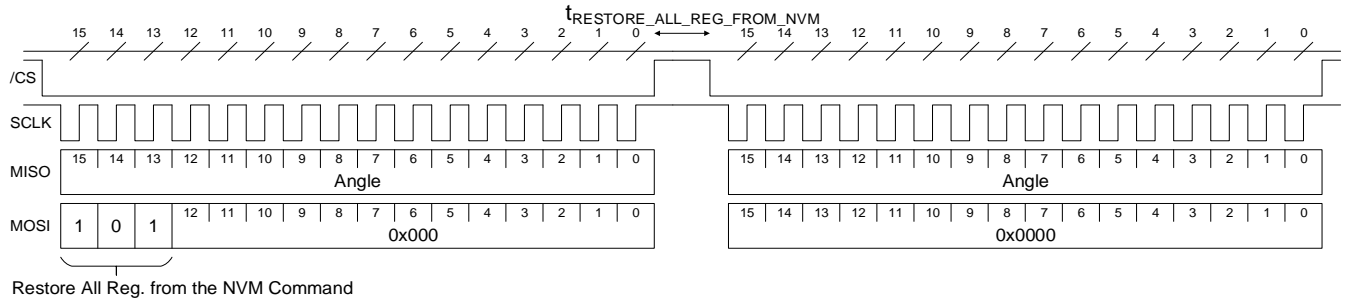 tRESTORE_ALL_REG_FROM_NVM
15 14 13 12 11 10 9 8 7 6 5 4 3 2 1 0 15 14 13 12 11 10 9 8 7 6 5 4 3 2 1 0
/CS
SCLK
MISO 15 14 13 12 11 10 9 8 7 6 5 4 3 2 1 0 15 14 13 12 11 10 9 8 7 6 5 4 3 2 1 0
Angle Angle
MOSI 1 0 1 12 11 10 9 8 7 6 5 4 3 2 1 0 15 14 13 12 11 10 9 8 7 6 5 4 3 2 1 0
0x000 0x0000
Restore All Reg. from the NVM Command